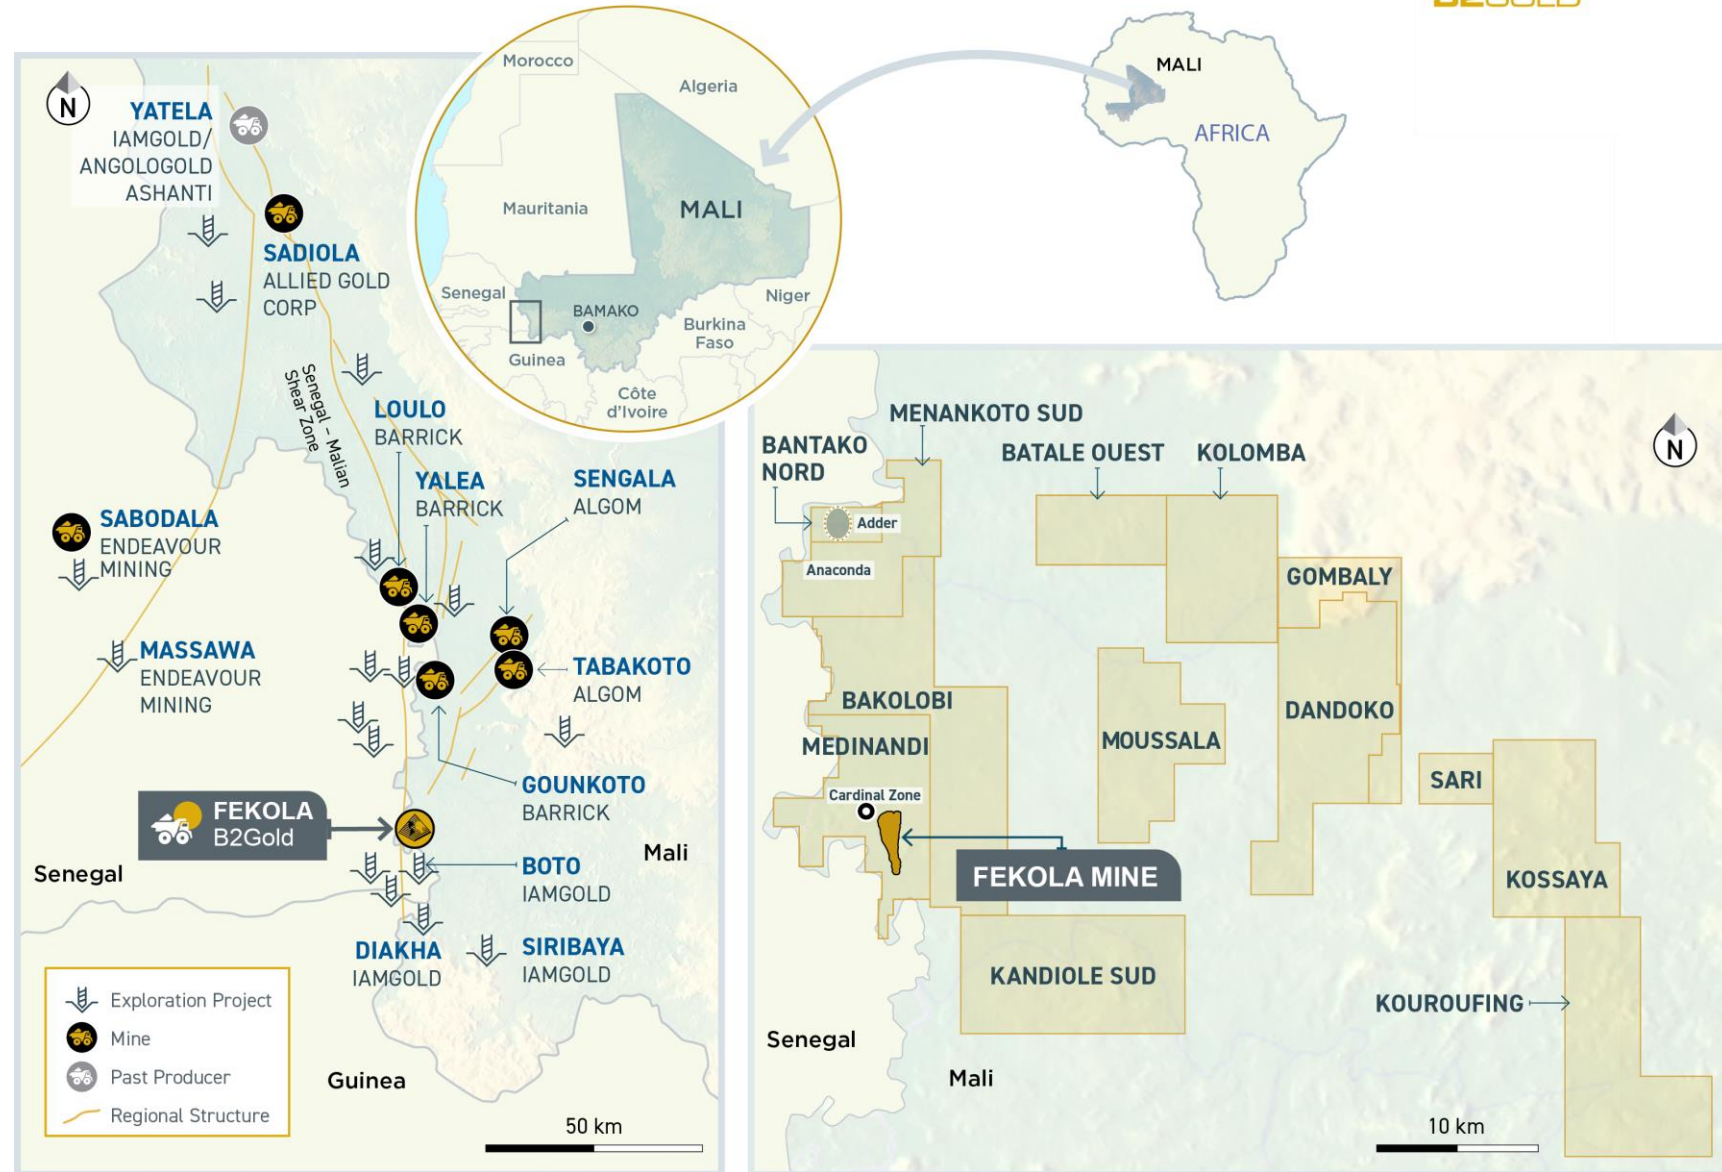 B2GOLD
N
YATELA
IAMGOLD/
ANGOLOGOLD
ASHANTI
SADIOLA
ALLIED GOLD
CORP
Senegal – Malian
Shear Zone
LOULO
BARRICK
YALEA
BARRICK
SENGALA
ALGOM
SABODALA
ENDEAVOUR
MINING
MASSAWA
ENDEAVOUR
MINING
TABAKOTO
ALGOM
GOUNKOTO
BARRICK
FEKOLA
B2Gold
Senegal
Mali
BOTO
IAMGOLD
DIAKHA
IAMGOLD
SIRIBAYA
IAMGOLD
Guinea
Exploration Project
Mine
Past Producer
Regional Structure
50 km
Morocco
Algeria
Mauritania
MALI
Senegal
BAMAKO
Niger
Burkina
Faso
Guinea
Côte
d'Ivoire
MALI
AFRICA
N
MENANKOTO SUD
BANTAKO
NORD
BATALE OUEST
KOLOMBA
Adder
Anaconda
GOMBALY
BAKOLOBI
DANDOKO
MEDINANDI
MOUSSALA
SARI
Cardinal Zone
FEKOLA MINE
KOSSAYA
KANDIOLE SUD
KOUROUFING
Senegal
Mali
10 km